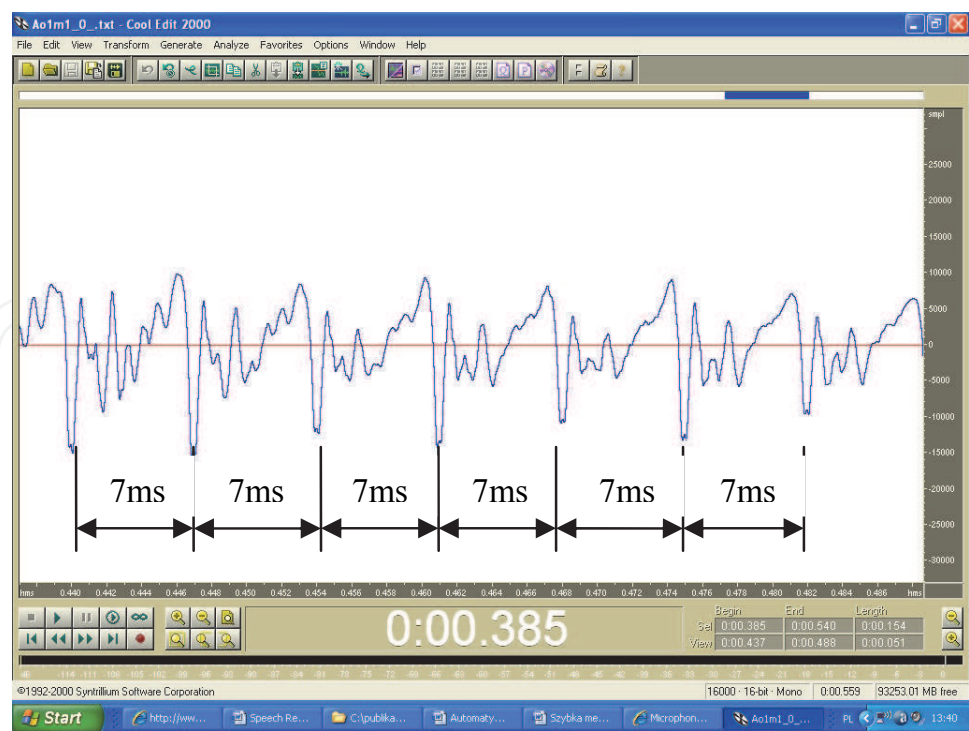 Ao1m1_0_.txt - Cool Edit 2000
File Edit View Transform Generate Analyze Favorites Options Window Help
F ?
smpl
25000
20000
15000
10000
5000
0
-5000
-10000
-15000
-20000
-25000
-30000
7ms 7ms 7ms 7ms 7ms 7ms
hms 0.440 0.442 0.444 0.446 0.448 0.450 0.452 0.454 0.456 0.458 0.460 0.462 0.464 0.466 0.468 0.470 0.472 0.474 0.476 0.478 0.480 0.482 0.484 0.486 hms
0:00.385
Begin End Length
Sel 0:00.385 0:00.540 0:00.154
View 0:00.437 0:00.488 0:00.051
©1992-2000 Syntrillium Software Corporation 16000 · 16-bit · Mono 0:00.559 93253.01 MB free
Start http://ww... Speech Re... C:\publika... Automaty... Szybka me... Microphon... Ao1m1_0_... PL 13:40